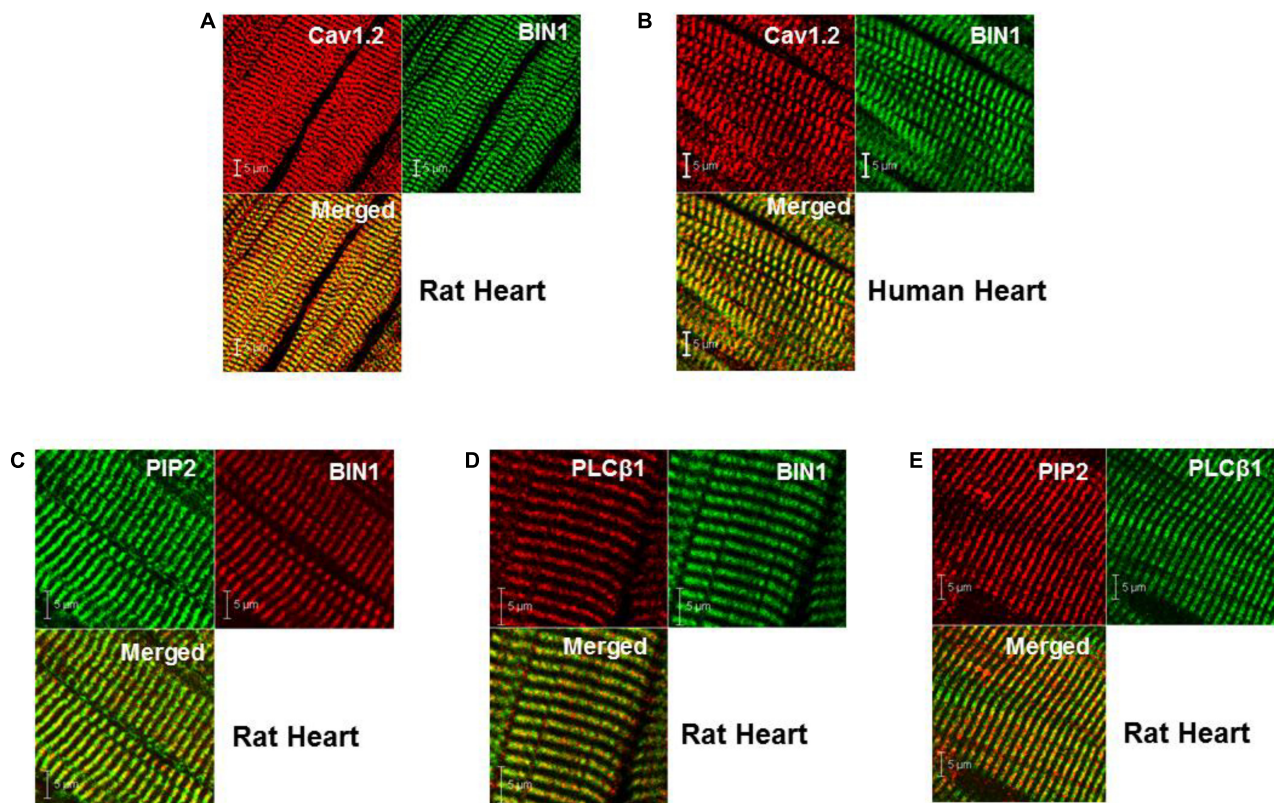 A
Cav1.2
BIN1
5 μm
5 μm
Merged
5 μm
Rat Heart
B
Cav1.2
BIN1
5 μm
5 μm
Merged
5 μm
Human Heart
C
PIP2
BIN1
5 μm
5 μm
Merged
5 μm
Rat Heart
D
PLCβ1
BIN1
5 μm
5 μm
Merged
5 μm
Rat Heart
E
PIP2
PLCβ1
5 μm
5 μm
Merged
5 μm
Rat Heart